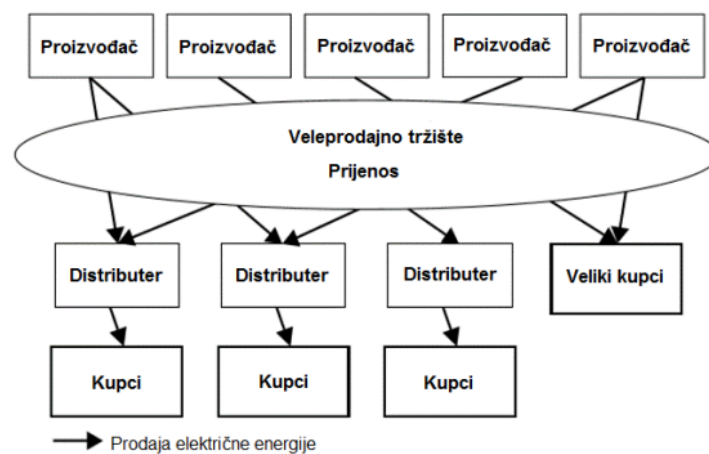 Proizvođač
Proizvođač
Proizvođač
Proizvođač
Proizvođač
Veleprodajno tržište
Prijenos
Distributer
Distributer
Distributer
Veliki kupci
Kupci
Kupci
Kupci
Prodaja električne energije